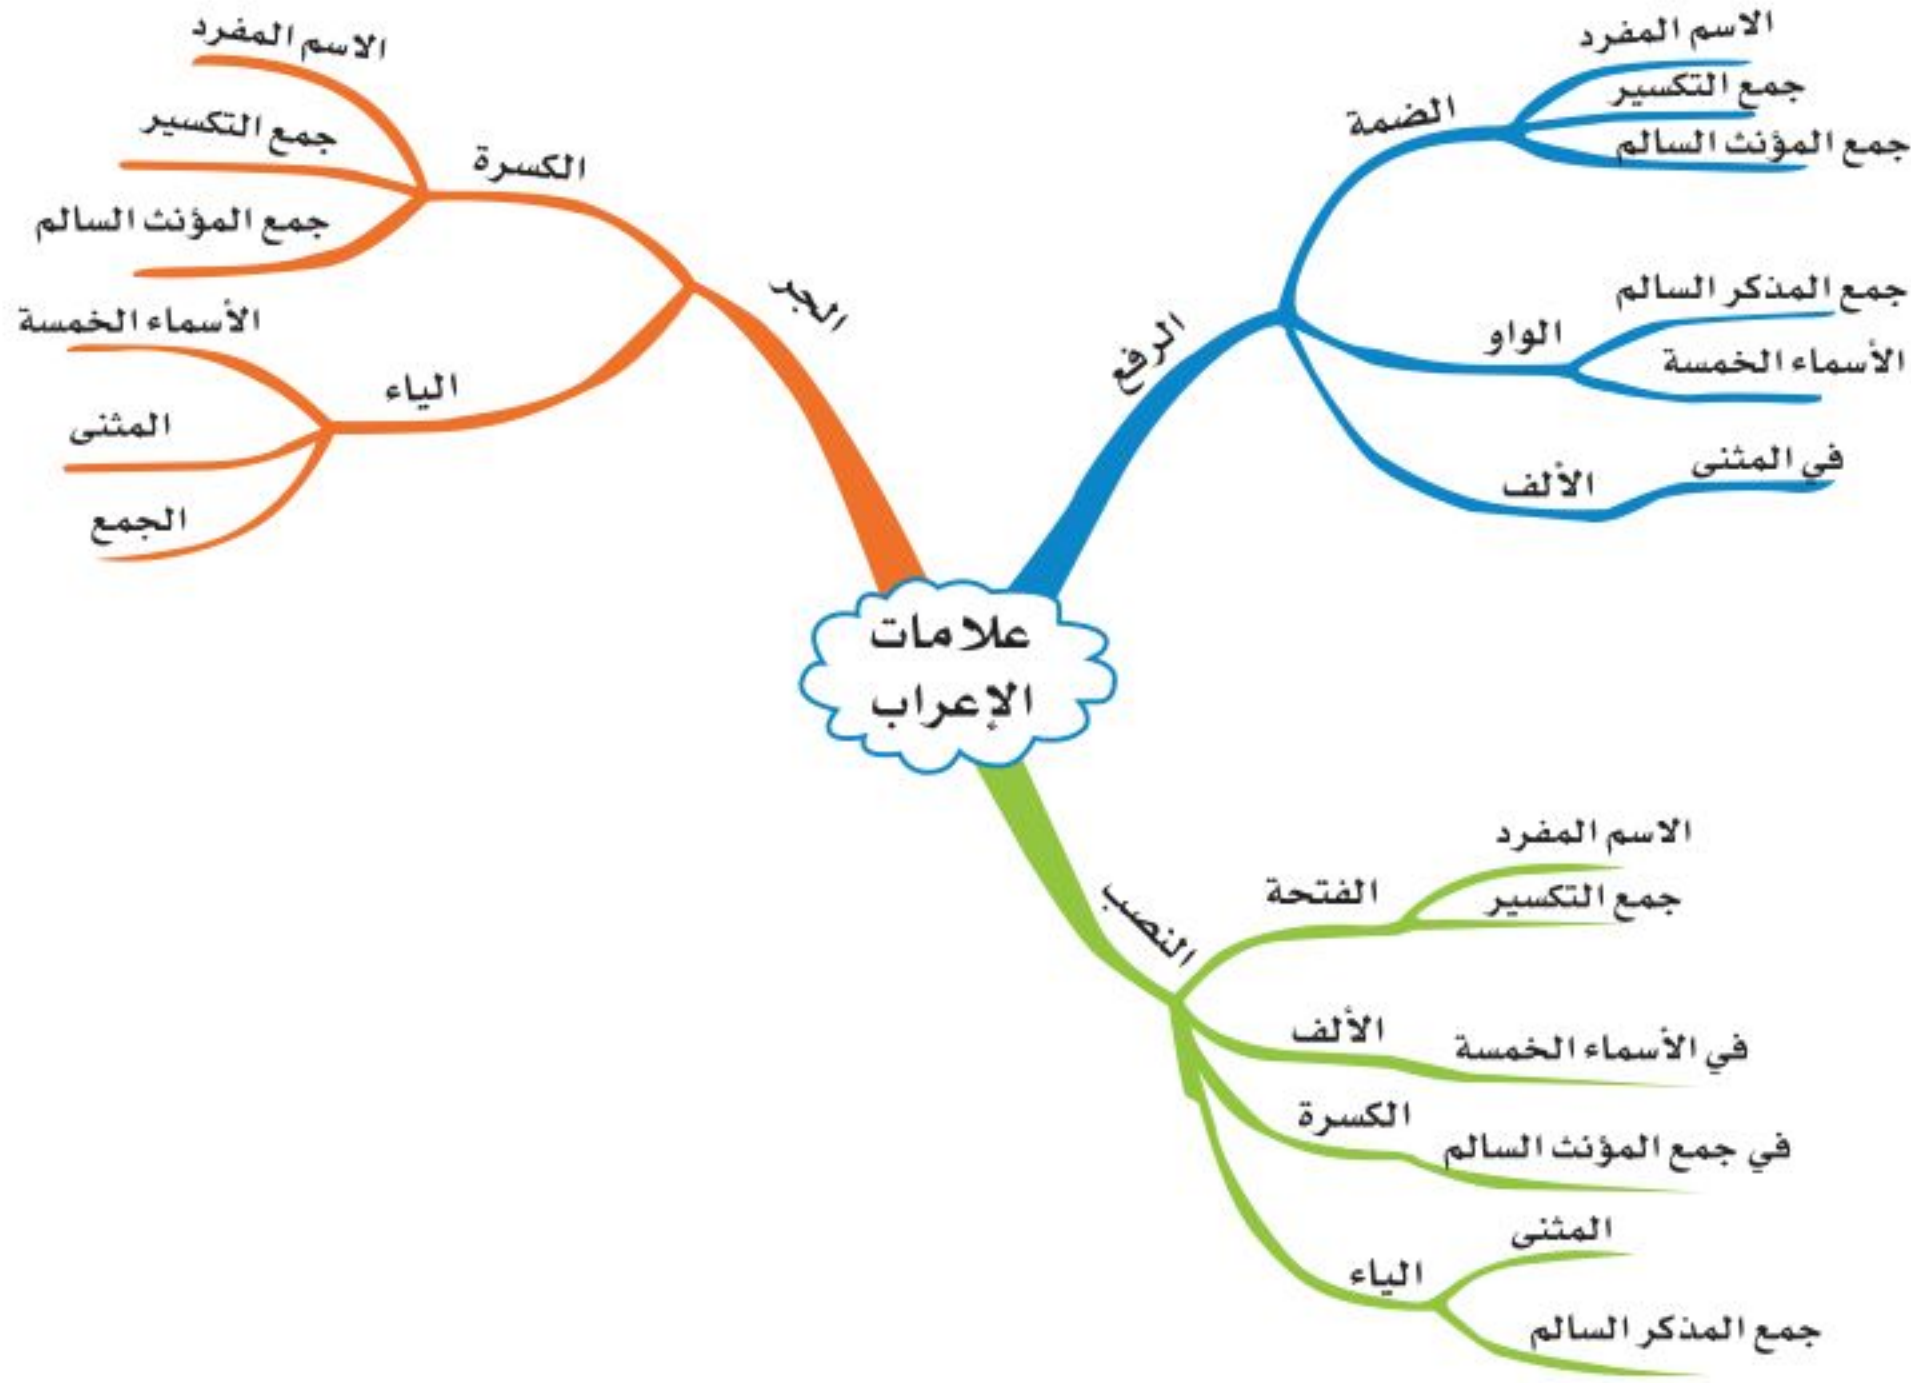 علامات
الإعراب
الرفع
الضمة
الاسم المفرد
جمع التكسير
جمع المؤنث السالم
الواو
جمع المذكر السالم
الأسماء الخمسة
الألف
في المثنى
النصب
الفتحة
الاسم المفرد
جمع التكسير
الألف
في الأسماء الخمسة
الكسرة
في جمع المؤنث السالم
الياء
المثنى
جمع المذكر السالم
الجر
الكسرة
الاسم المفرد
جمع التكسير
جمع المؤنث السالم
الياء
الأسماء الخمسة
المثنى
الجمع